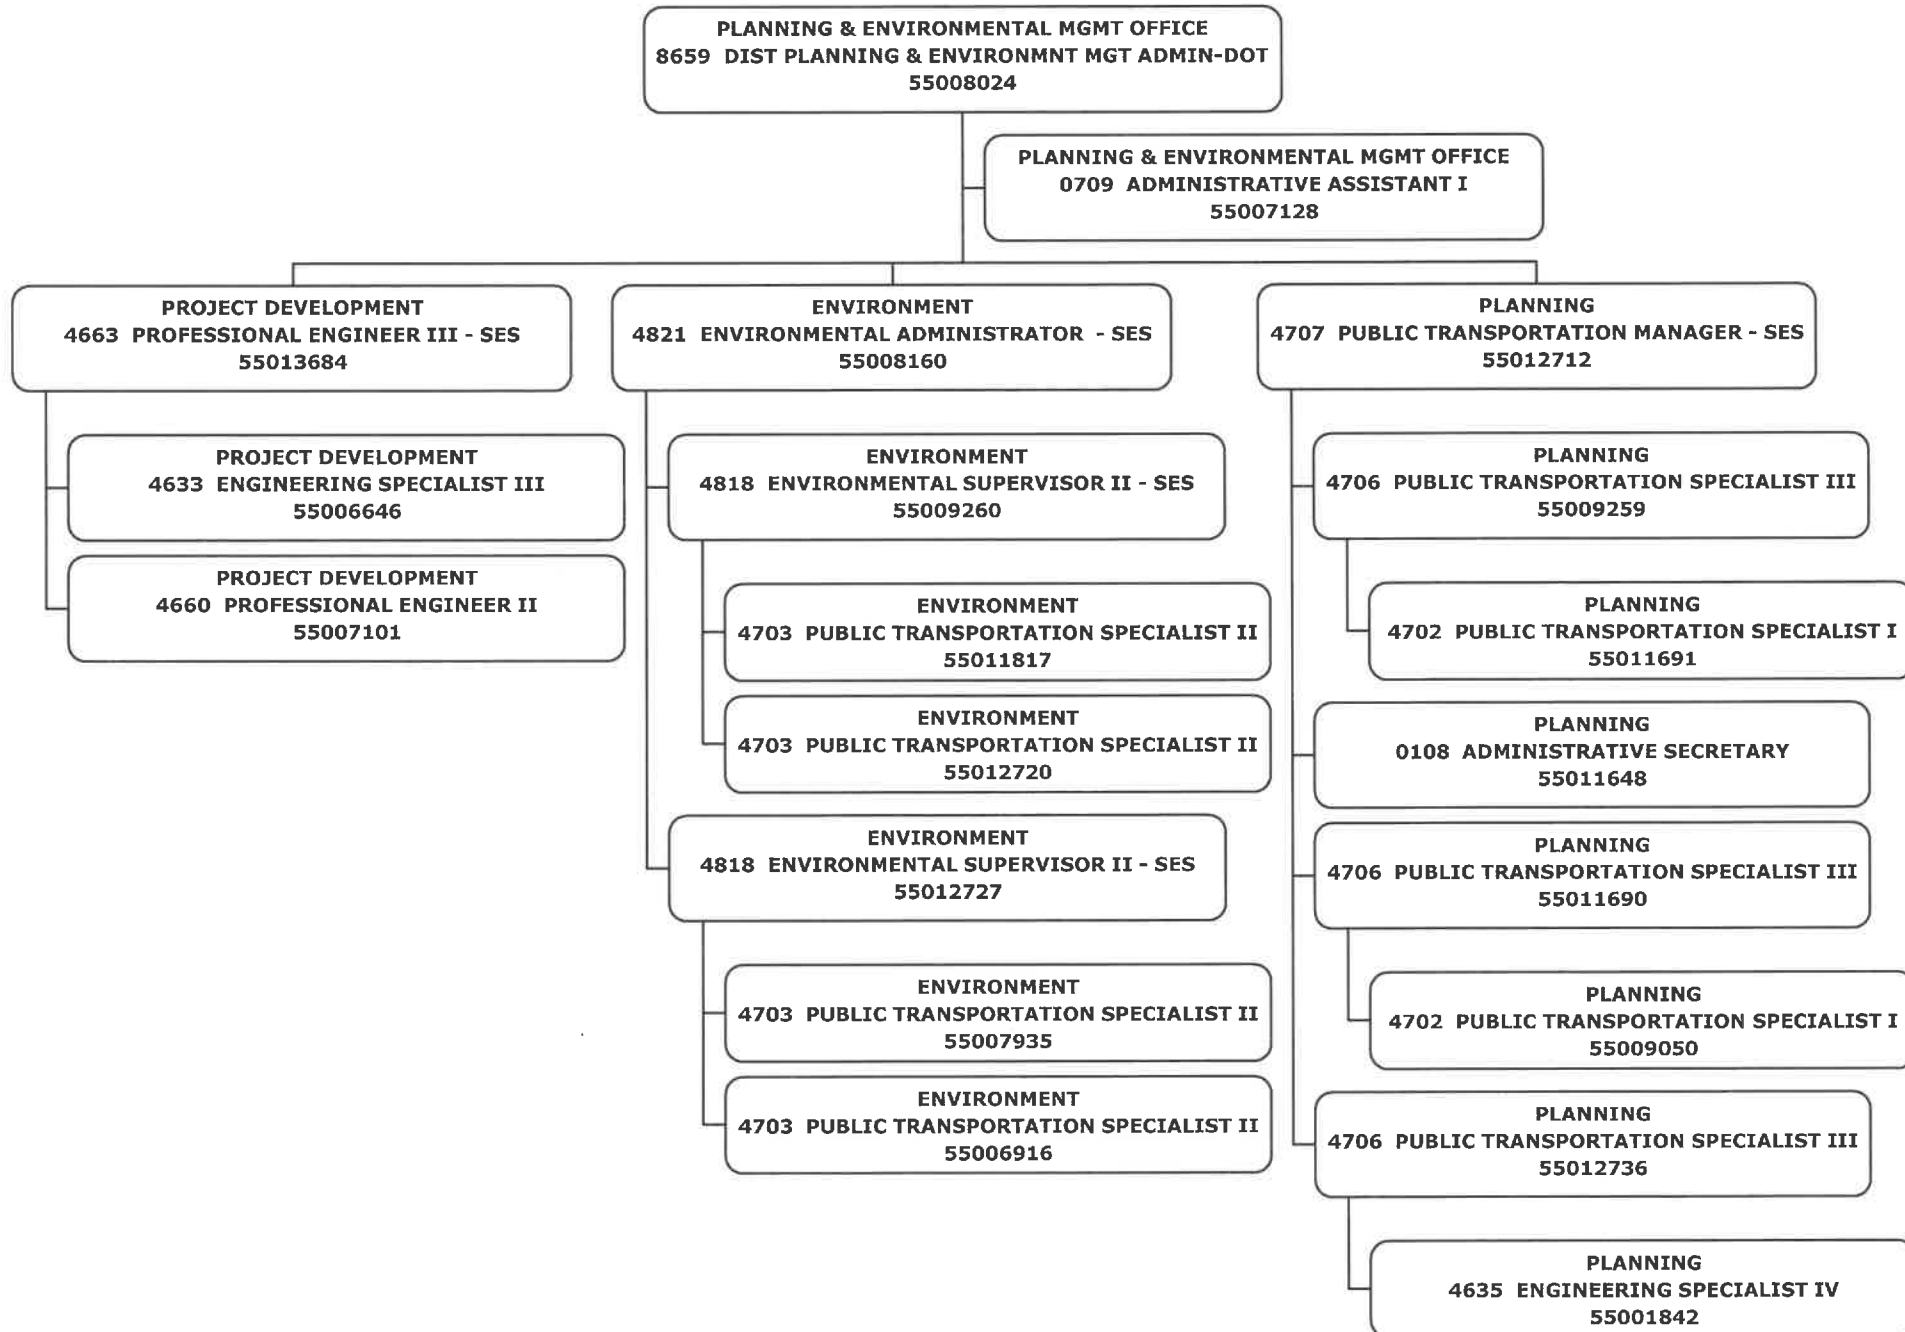 PLANNING & ENVIRONMENTAL MGMT OFFICE
8659 DIST PLANNING & ENVIRONMNT MGT ADMIN-DOT
55008024
PLANNING & ENVIRONMENTAL MGMT OFFICE
0709 ADMINISTRATIVE ASSISTANT I
55007128
PROJECT DEVELOPMENT
4663 PROFESSIONAL ENGINEER III - SES
55013684
PROJECT DEVELOPMENT
4633 ENGINEERING SPECIALIST III
55006646
PROJECT DEVELOPMENT
4660 PROFESSIONAL ENGINEER II
55007101
ENVIRONMENT
4821 ENVIRONMENTAL ADMINISTRATOR - SES
55008160
ENVIRONMENT
4818 ENVIRONMENTAL SUPERVISOR II - SES
55009260
ENVIRONMENT
4703 PUBLIC TRANSPORTATION SPECIALIST II
55011817
ENVIRONMENT
4703 PUBLIC TRANSPORTATION SPECIALIST II
55012720
ENVIRONMENT
4818 ENVIRONMENTAL SUPERVISOR II - SES
55012727
ENVIRONMENT
4703 PUBLIC TRANSPORTATION SPECIALIST II
55007935
ENVIRONMENT
4703 PUBLIC TRANSPORTATION SPECIALIST II
55006916
PLANNING
4707 PUBLIC TRANSPORTATION MANAGER - SES
55012712
PLANNING
4706 PUBLIC TRANSPORTATION SPECIALIST III
55009259
PLANNING
4702 PUBLIC TRANSPORTATION SPECIALIST I
55011691
PLANNING
0108 ADMINISTRATIVE SECRETARY
55011648
PLANNING
4706 PUBLIC TRANSPORTATION SPECIALIST III
55011690
PLANNING
4702 PUBLIC TRANSPORTATION SPECIALIST I
55009050
PLANNING
4706 PUBLIC TRANSPORTATION SPECIALIST III
55012736
PLANNING
4635 ENGINEERING SPECIALIST IV
55001842